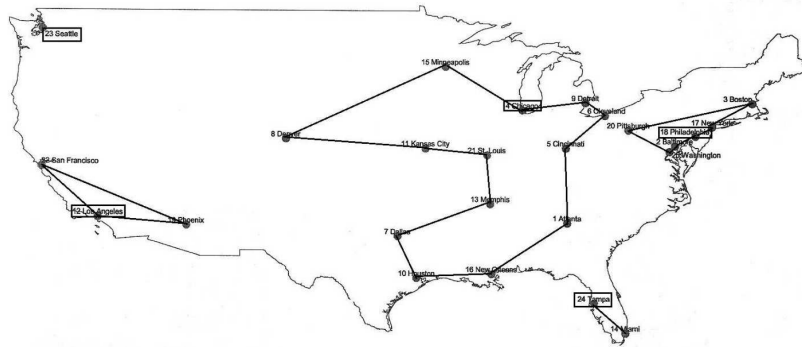 23 Seattle
15 Minneapolis
9 Detroit
3 Boston
4 Chicago
6 Cleveland
17 New York
20 Pittsburgh
18 Philadelphia
8 Denver
2 Baltimore
11 Kansas City
5 Cincinnati
21 St. Louis
Washington
22 San Francisco
13 Memphis
12 Los Angeles
1 Atlanta
Phoenix
7 Dallas
10 Houston
16 New Orleans
24 Tampa
14 Miami